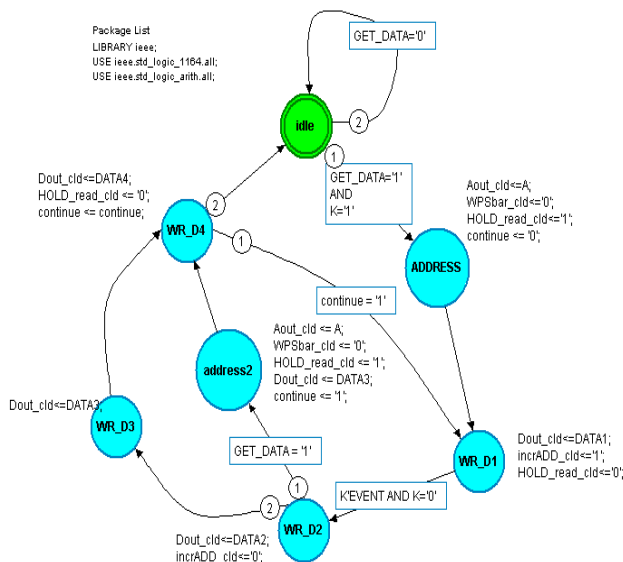 Package List
LIBRARY ieee;
USE ieee.std_logic_1164.all;
USE ieee.std_logic_arith.all;
GET_DATA='0'
2
idle
1
GET_DATA='1'
AND
K='1'
Aout_cld<=A;
WPSbar_cld<='0';
HOLD_read_cld<='1';
continue <= '0';
ADDRESS
Dout_cld<=DATA4;
HOLD_read_cld <= '0';
continue <= continue;
2
WR_D4
1
continue = '1'
address2
Aout_cld <= A;
WPSbar_cld <= '0';
HOLD_read_cld <= '1';
Dout_cld <= DATA3;
continue <= '1';
Dout_cld<=DATA3;
WR_D3
GET_DATA = '1'
WR_D1
Dout_cld<=DATA1;
incrADD_cld<='1';
HOLD_read_cld<='0';
K'EVENT AND K='0'
1
2
WR_D2
Dout_cld<=DATA2;
incrADD_cld<='0';